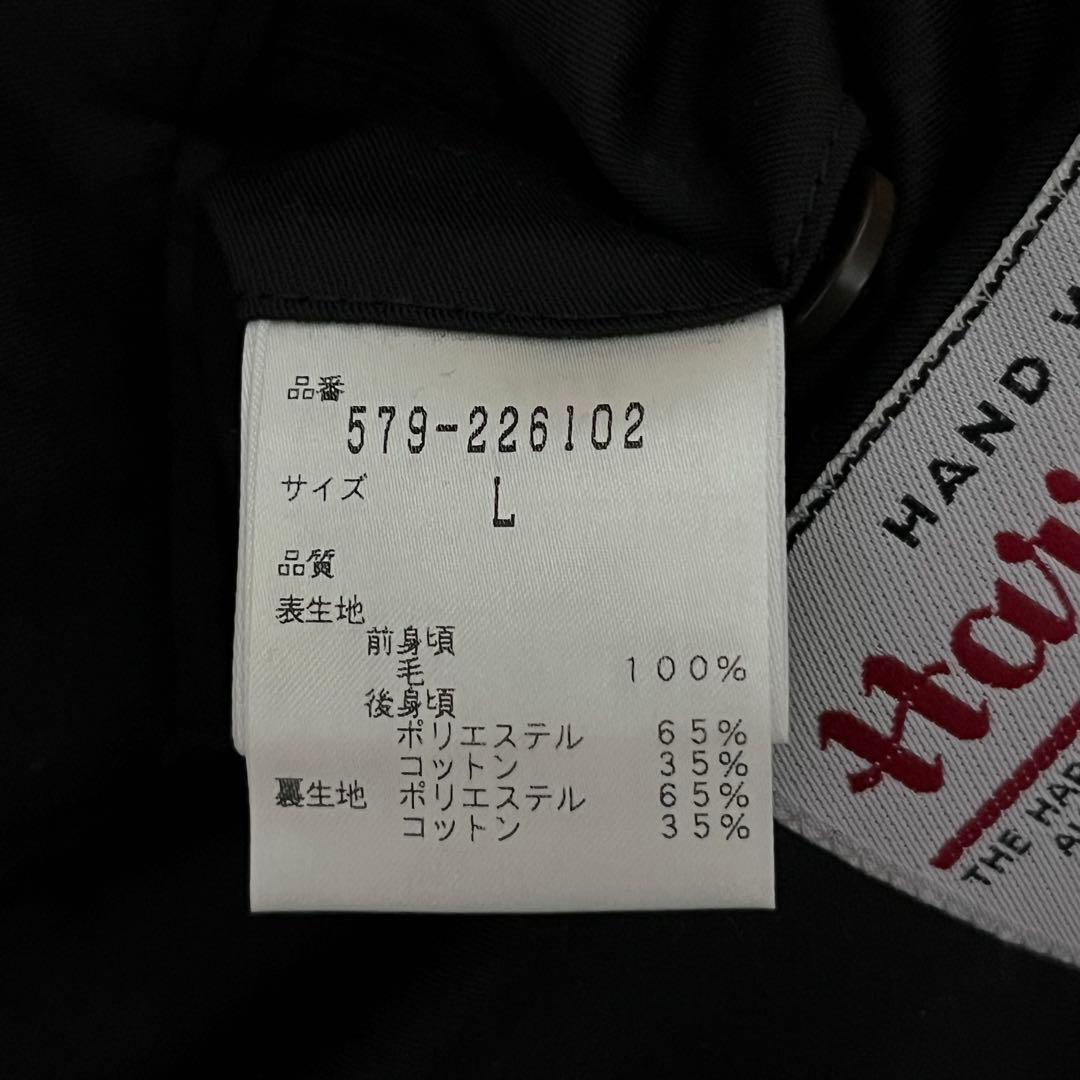 品番
579-226102
サイズ L
品質
表生地
前身頃
毛 100%
後身頃
ポリエステル 65%
コットン 35%
裏生地 ポリエステル 65%
コットン 35%
HAND
Har
THE HAR